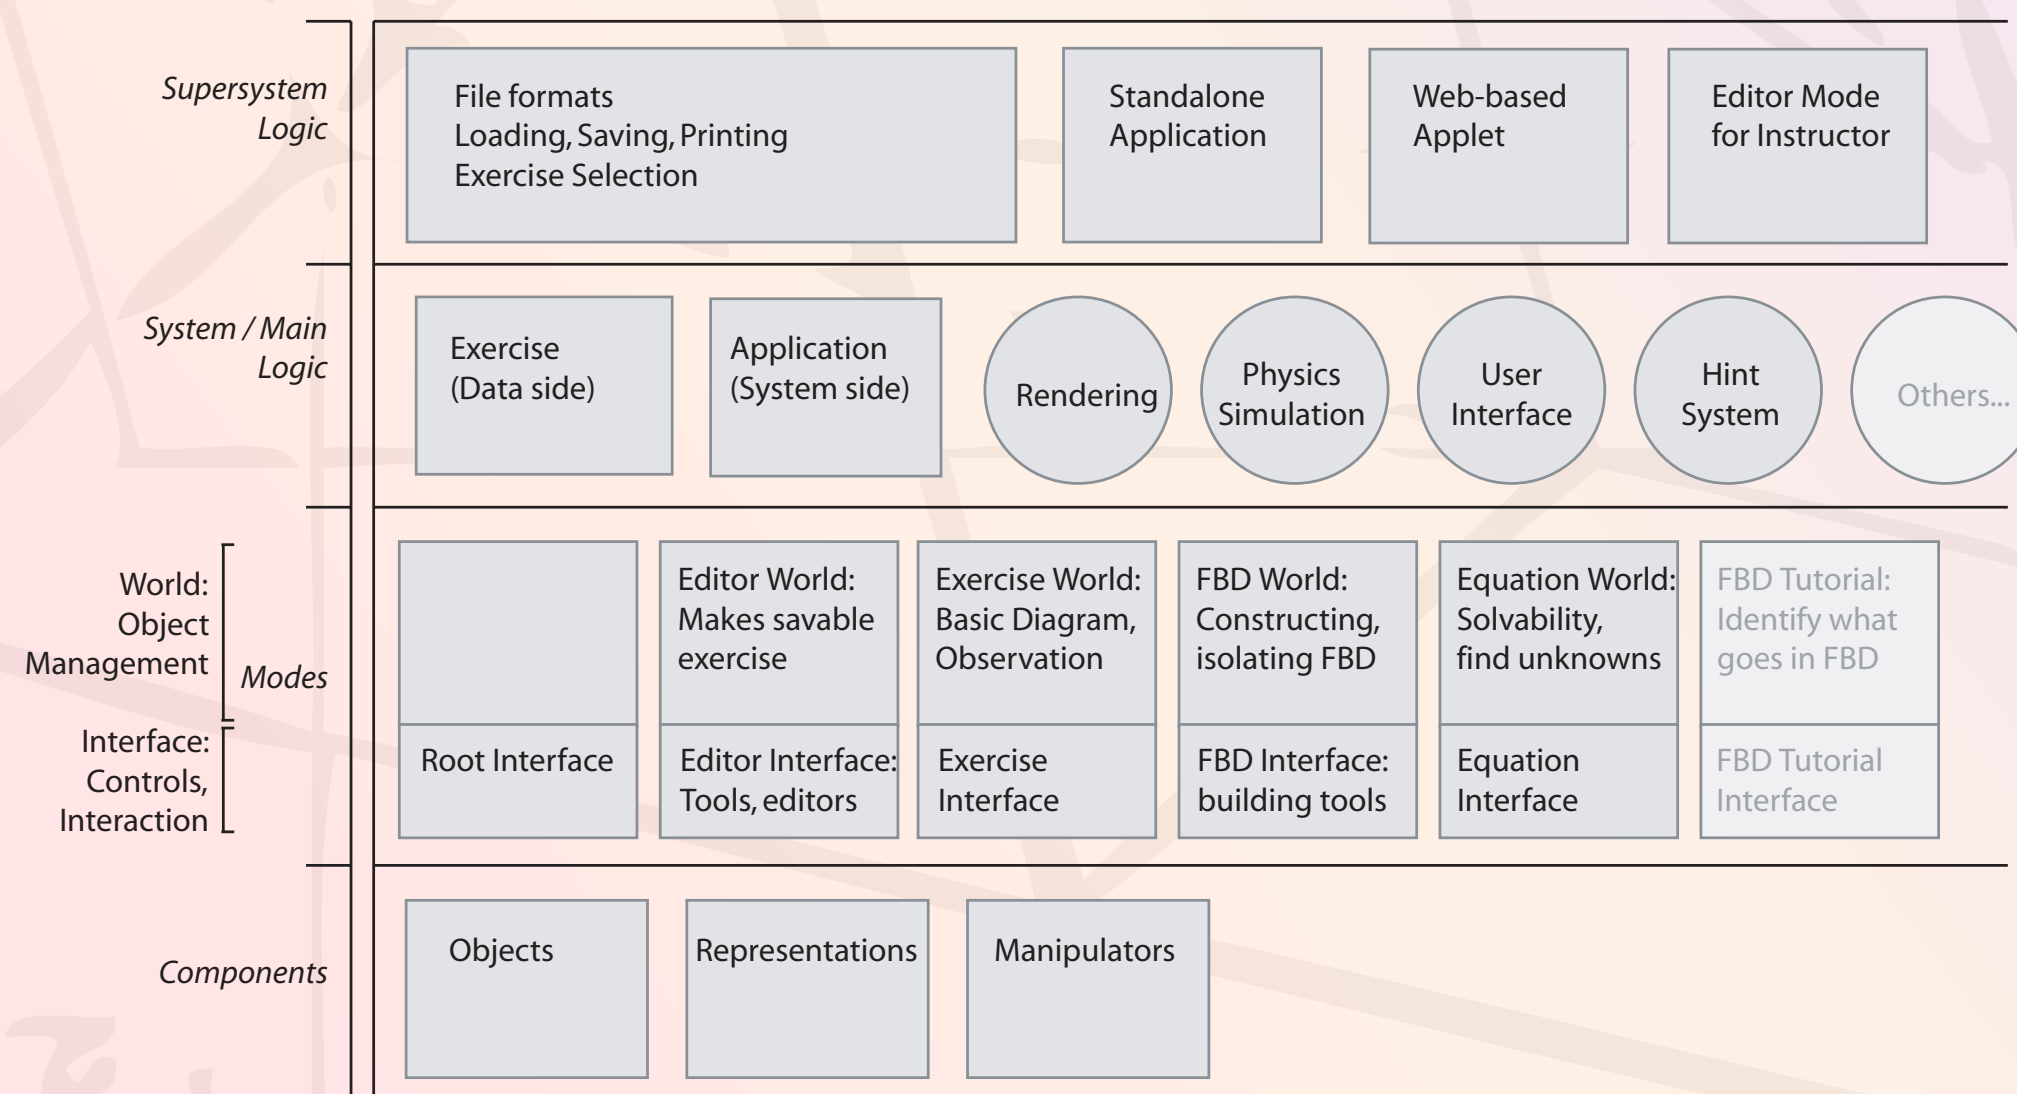 Supersystem
Logic
File formats
Loading, Saving, Printing
Exercise Selection
Standalone
Application
Web-based
Applet
Editor Mode
for Instructor
System / Main
Logic
Exercise
(Data side)
Application
(System side)
Rendering
Physics
Simulation
User
Interface
Hint
System
Others...
World:
Object
Management
Modes
Interface:
Controls,
Interaction
Editor World:
Makes savable
exercise
Exercise World:
Basic Diagram,
Observation
FBD World:
Constructing,
isolating FBD
Equation World:
Solvability,
find unknowns
FBD Tutorial:
Identify what
goes in FBD
Root Interface
Editor Interface:
Tools, editors
Exercise
Interface
FBD Interface:
building tools
Equation
Interface
FBD Tutorial
Interface
Components
Objects
Representations
Manipulators